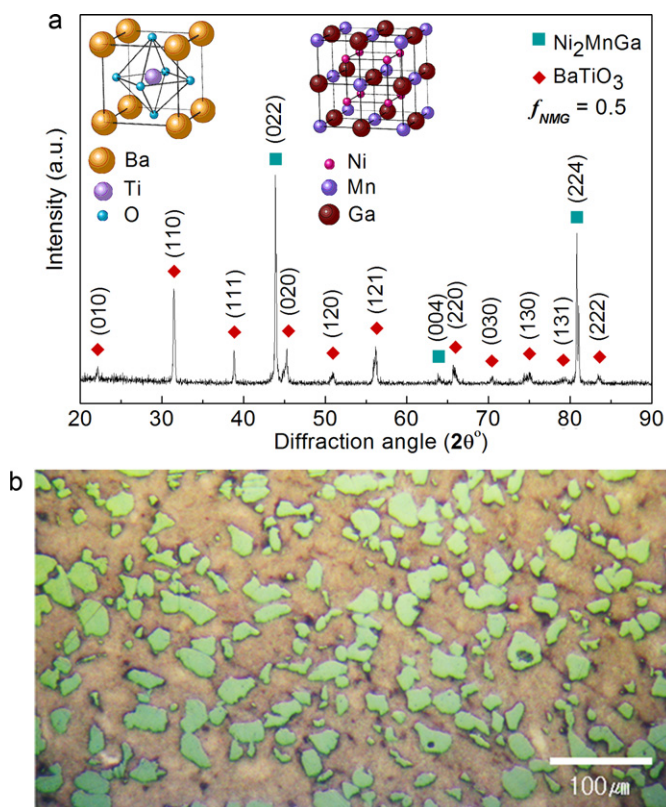 a
Ni₂MnGa
BaTiO₃
f_NMG = 0.5
Ba
Ti
O
Ni
Mn
Ga
Intensity (a.u.)
(010)
(110)
(111)
(022)
(020)
(120)
(121)
(004)
(220)
(030)
(130)
(131)
(224)
(222)
20 30 40 50 60 70 80 90
Diffraction angle (2θ°)
b
100㎛